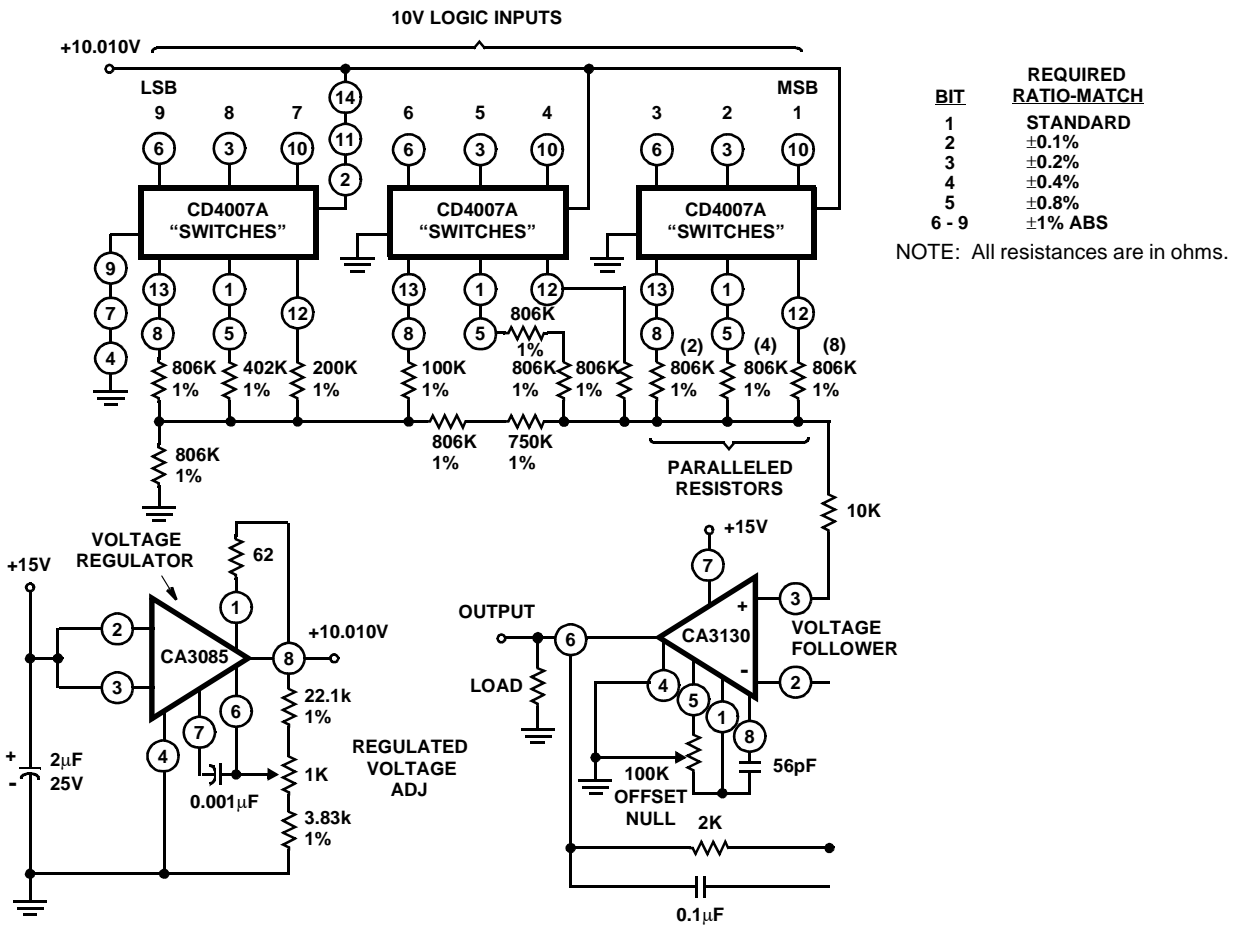 10V LOGIC INPUTS
+10.010V
LSB
MSB
9 8 7 6 5 4 3 2 1
14
11
2
6 3 10 6 3 10 6 3 10
CD4007A
“SWITCHES”
CD4007A
“SWITCHES”
CD4007A
“SWITCHES”
9
7
4
13 1 12
8 5
13 1 12
8 5
13 1 12
8 5
806K
1%
402K
1%
200K
1%
100K
1%
806K
1%
806K
1%
806K
1%
(2)
806K
1%
(4)
806K
1%
(8)
806K
1%
806K
1%
750K
1%
806K
1%
PARALLELED
RESISTORS
10K
REQUIRED
BIT RATIO-MATCH
1 STANDARD
2 ±0.1%
3 ±0.2%
4 ±0.4%
5 ±0.8%
6 - 9 ±1% ABS
NOTE: All resistances are in ohms.
VOLTAGE
REGULATOR
+15V
62
1
2
3
CA3085
8
+10.010V
6
7
4
22.1k
1%
1K
3.83k
1%
0.001μF
+
-
2μF
25V
REGULATED
VOLTAGE
ADJ
+15V
7
OUTPUT
6
LOAD
CA3130
+
-
3
VOLTAGE
FOLLOWER
2
4
5
1
8
56pF
100K
OFFSET
NULL
2K
0.1μF